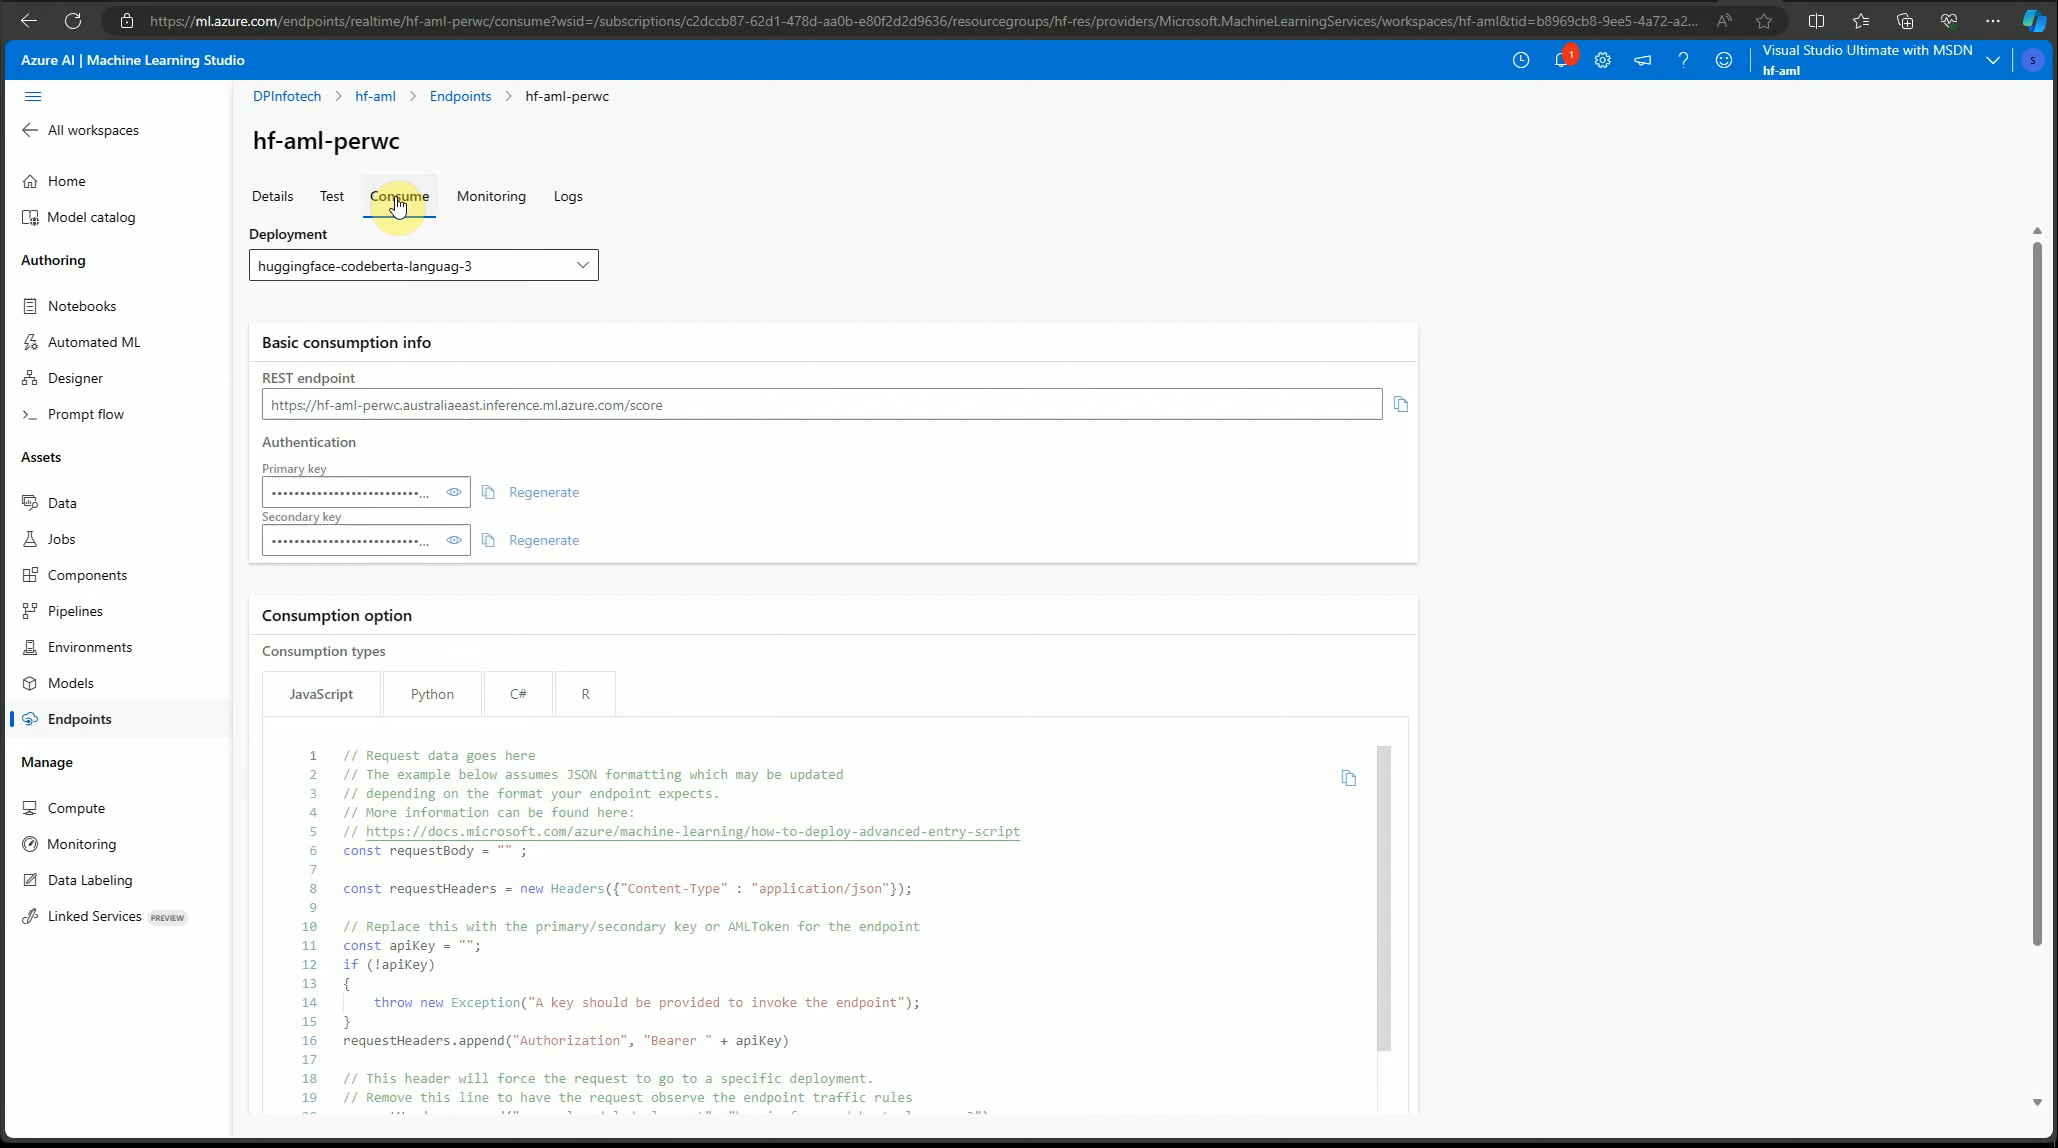 https://ml.azure.com/endpoints/realtime/hf-aml-perwc/consume?wsid=/subscriptions/c2dccb87-62d1-478d-aa0b-e80f2d2d9636/resourcegroups/hf-res/providers/Microsoft.MachineLearningServices/workspaces/hf-aml&tid=b8969cb8-9ee5-4a72-a2...
Azure AI | Machine Learning Studio
1
Visual Studio Ultimate with MSDN
hf-aml
S
DPInfotech > hf-aml > Endpoints > hf-aml-perwc
All workspaces
hf-aml-perwc
Home
Model catalog
Authoring
Notebooks
Automated ML
Designer
Prompt flow
Assets
Data
Jobs
Components
Pipelines
Environments
Models
Endpoints
Manage
Compute
Monitoring
Data Labeling
Linked Services PREVIEW
Details Test Consume Monitoring Logs
Deployment
huggingface-codeberta-languag-3
Basic consumption info
REST endpoint
https://hf-aml-perwc.australiaeast.inference.ml.azure.com/score
Authentication
Primary key
••••••••••••••••••••••••••... Regenerate
Secondary key
••••••••••••••••••••••••••... Regenerate
Consumption option
Consumption types
JavaScript Python C# R
1 // Request data goes here
2 // The example below assumes JSON formatting which may be updated
3 // depending on the format your endpoint expects.
4 // More information can be found here:
5 // https://docs.microsoft.com/azure/machine-learning/how-to-deploy-advanced-entry-script
6 const requestBody = "" ;
7
8 const requestHeaders = new Headers({"Content-Type" : "application/json"});
9
10 // Replace this with the primary/secondary key or AMLToken for the endpoint
11 const apiKey = "";
12 if (!apiKey)
13 {
14 throw new Exception("A key should be provided to invoke the endpoint");
15 }
16 requestHeaders.append("Authorization", "Bearer " + apiKey)
17
18 // This header will force the request to go to a specific deployment.
19 // Remove this line to have the request observe the endpoint traffic rules